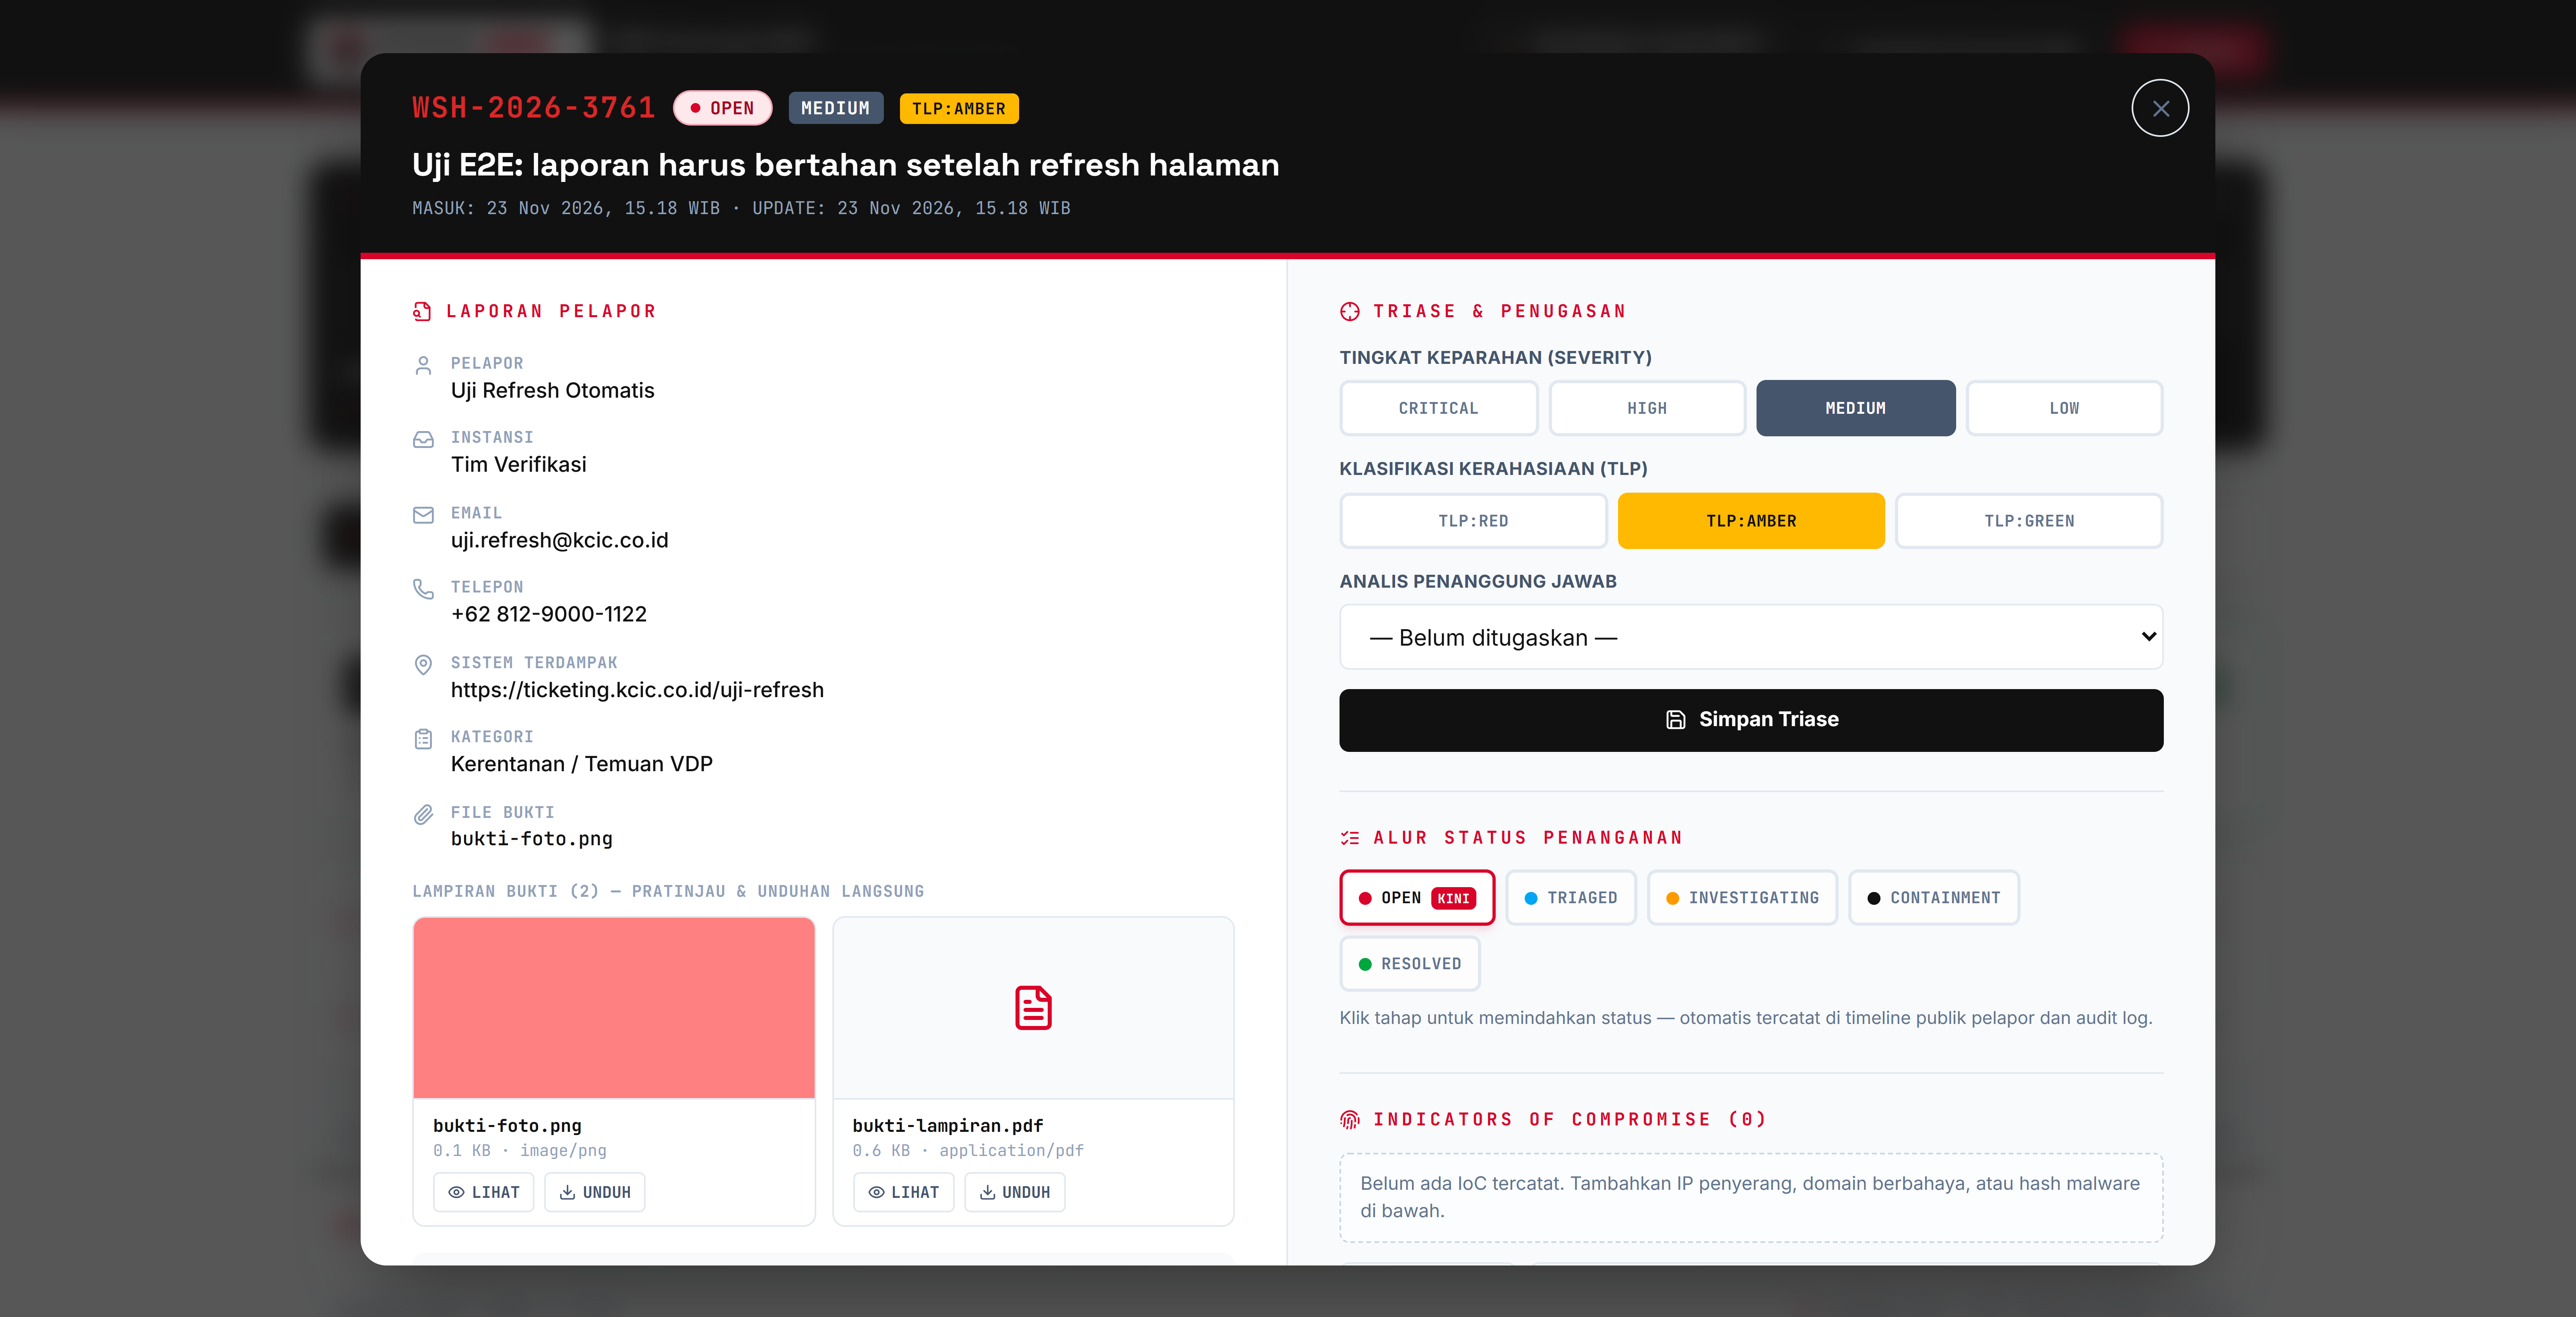 WSH-2026-3761 OPEN MEDIUM TLP:AMBER
Uji E2E: laporan harus bertahan setelah refresh halaman
MASUK: 23 Nov 2026, 15.18 WIB · UPDATE: 23 Nov 2026, 15.18 WIB
LAPORAN PELAPOR
PELAPOR
Uji Refresh Otomatis
INSTANSI
Tim Verifikasi
EMAIL
uji.refresh@kcic.co.id
TELEPON
+62 812-9000-1122
SISTEM TERDAMPAK
https://ticketing.kcic.co.id/uji-refresh
KATEGORI
Kerentanan / Temuan VDP
FILE BUKTI
bukti-foto.png
LAMPIRAN BUKTI (2) — PRATINJAU & UNDUHAN LANGSUNG
bukti-foto.png
0.1 KB · image/png
LIHAT UNDUH
bukti-lampiran.pdf
0.6 KB · application/pdf
LIHAT UNDUH
TRIASE & PENUGASAN
TINGKAT KEPARAHAN (SEVERITY)
CRITICAL HIGH MEDIUM LOW
KLASIFIKASI KERAHASIAAN (TLP)
TLP:RED TLP:AMBER TLP:GREEN
ANALIS PENANGGUNG JAWAB
— Belum ditugaskan —
Simpan Triase
ALUR STATUS PENANGANAN
OPEN KINI TRIAGED INVESTIGATING CONTAINMENT
RESOLVED
Klik tahap untuk memindahkan status — otomatis tercatat di timeline publik pelapor dan audit log.
INDICATORS OF COMPROMISE (0)
Belum ada IoC tercatat. Tambahkan IP penyerang, domain berbahaya, atau hash malware
di bawah.